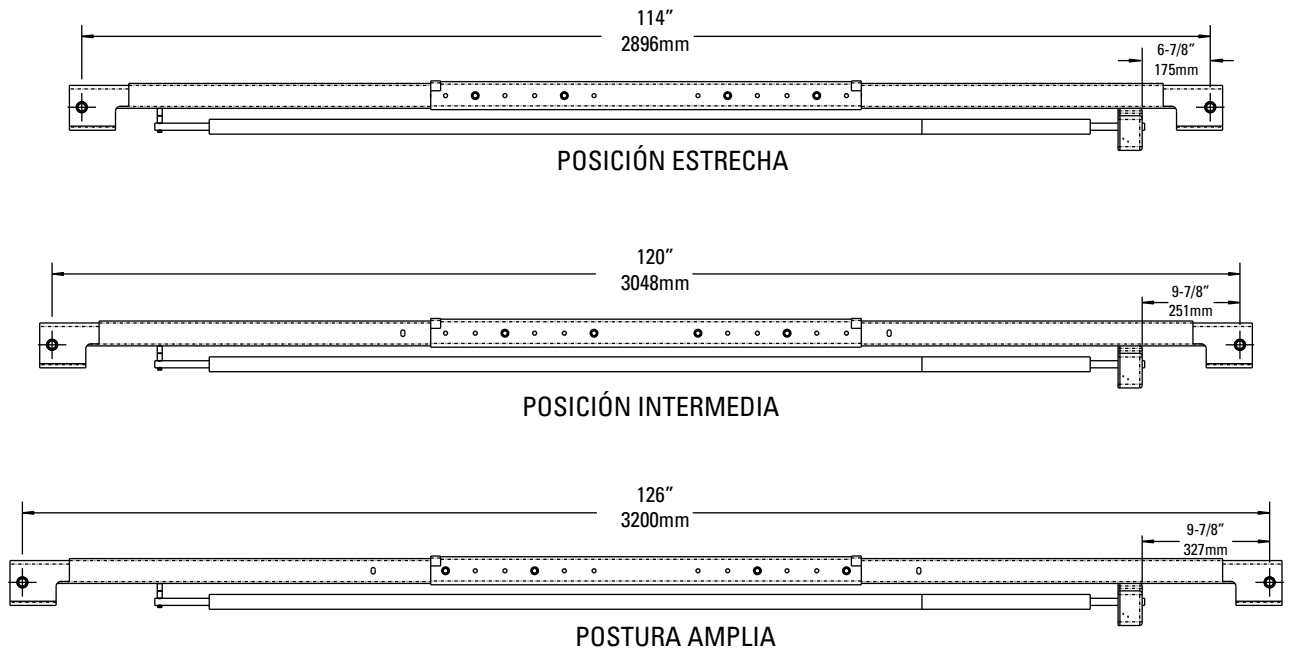 114”
2896mm
6-7/8”
175mm
POSICIÓN ESTRECHA
120”
3048mm
9-7/8”
251mm
POSICIÓN INTERMEDIA
126”
3200mm
9-7/8”
327mm
POSTURA AMPLIA